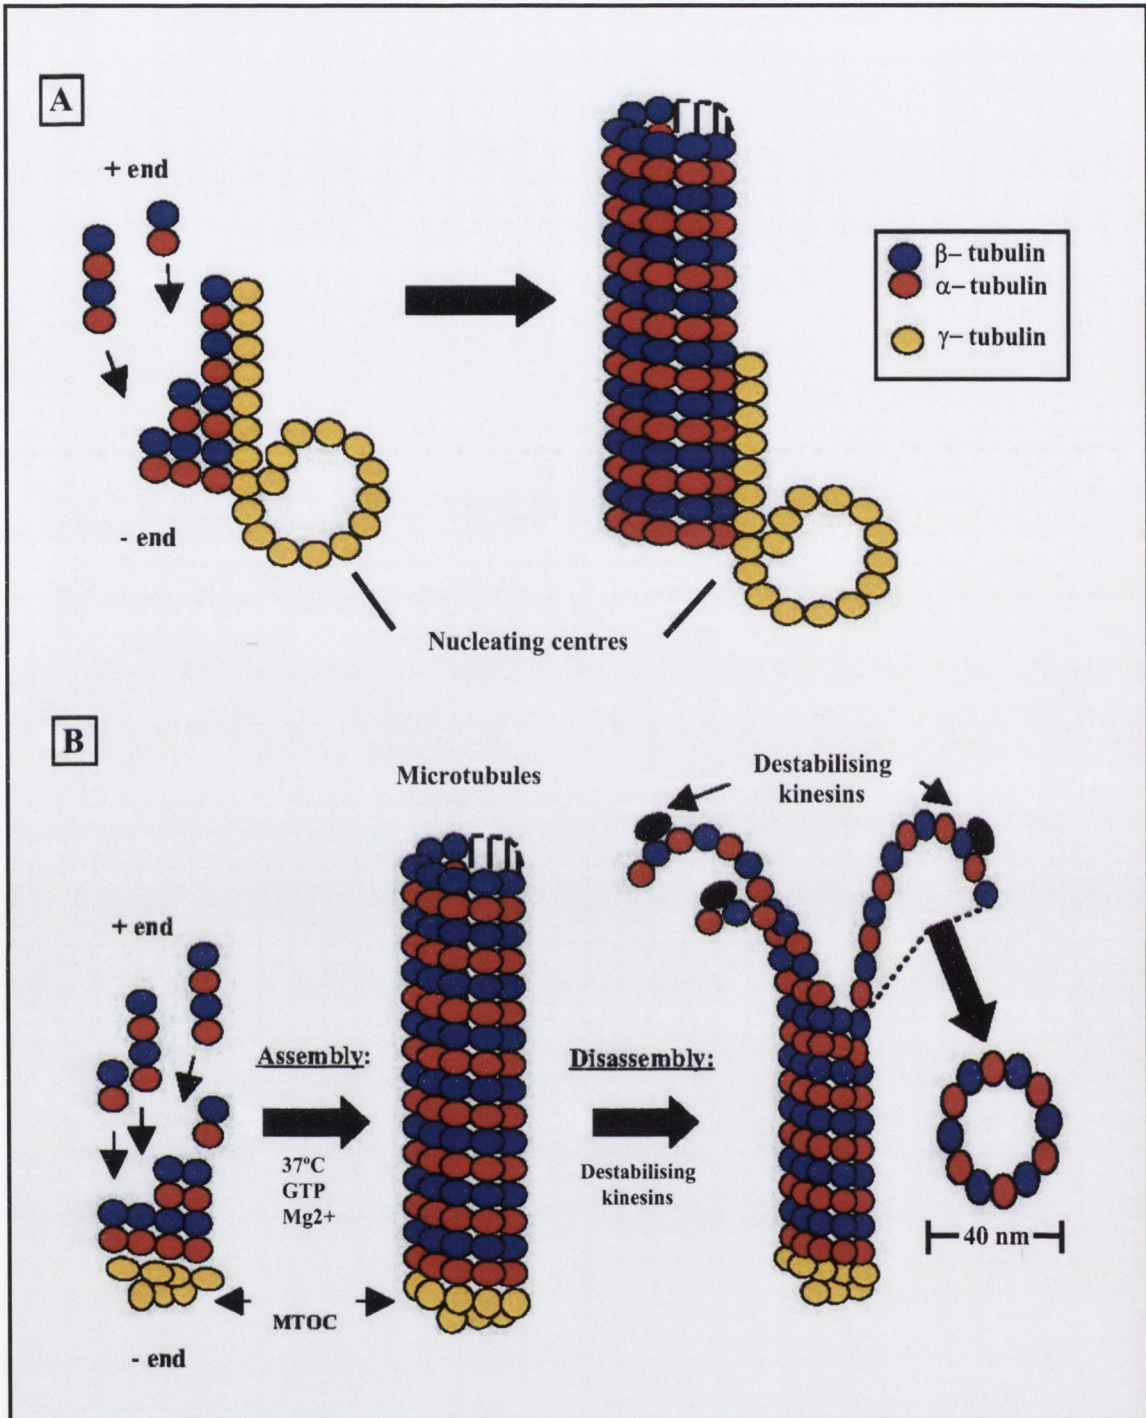 A
+ end
β– tubulin
α– tubulin
γ– tubulin
- end
Nucleating centres
B
Microtubules
Destabilising
kinesins
+ end
Assembly:
37ºC
GTP
Mg2+
Disassembly:
Destabilising
kinesins
40 nm
MTOC
- end